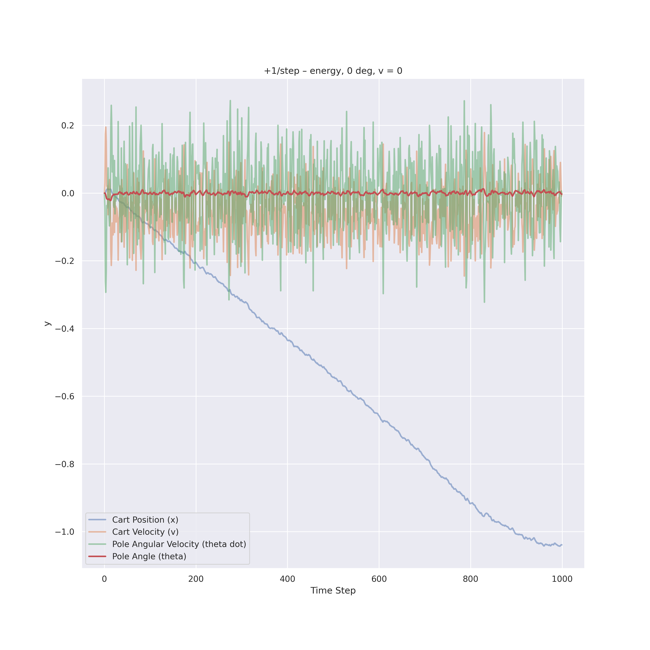 +1/step – energy, 0 deg, v = 0
0.2
0.0
−0.2
−0.4
−0.6
−0.8
−1.0
y
Cart Position (x)
Cart Velocity (v)
Pole Angular Velocity (theta dot)
Pole Angle (theta)
0 200 400 600 800 1000
Time Step